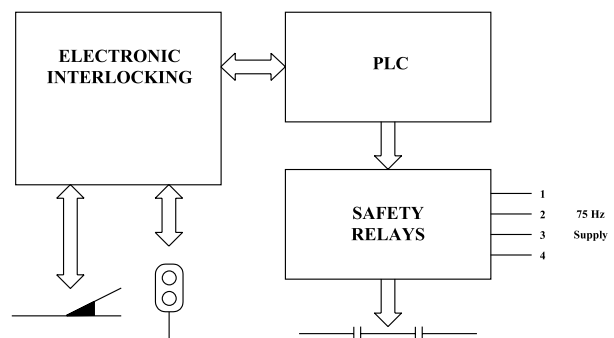 ELECTRONIC
INTERLOCKING
PLC
SAFETY
RELAYS
1
2
3
4
75 Hz
Supply